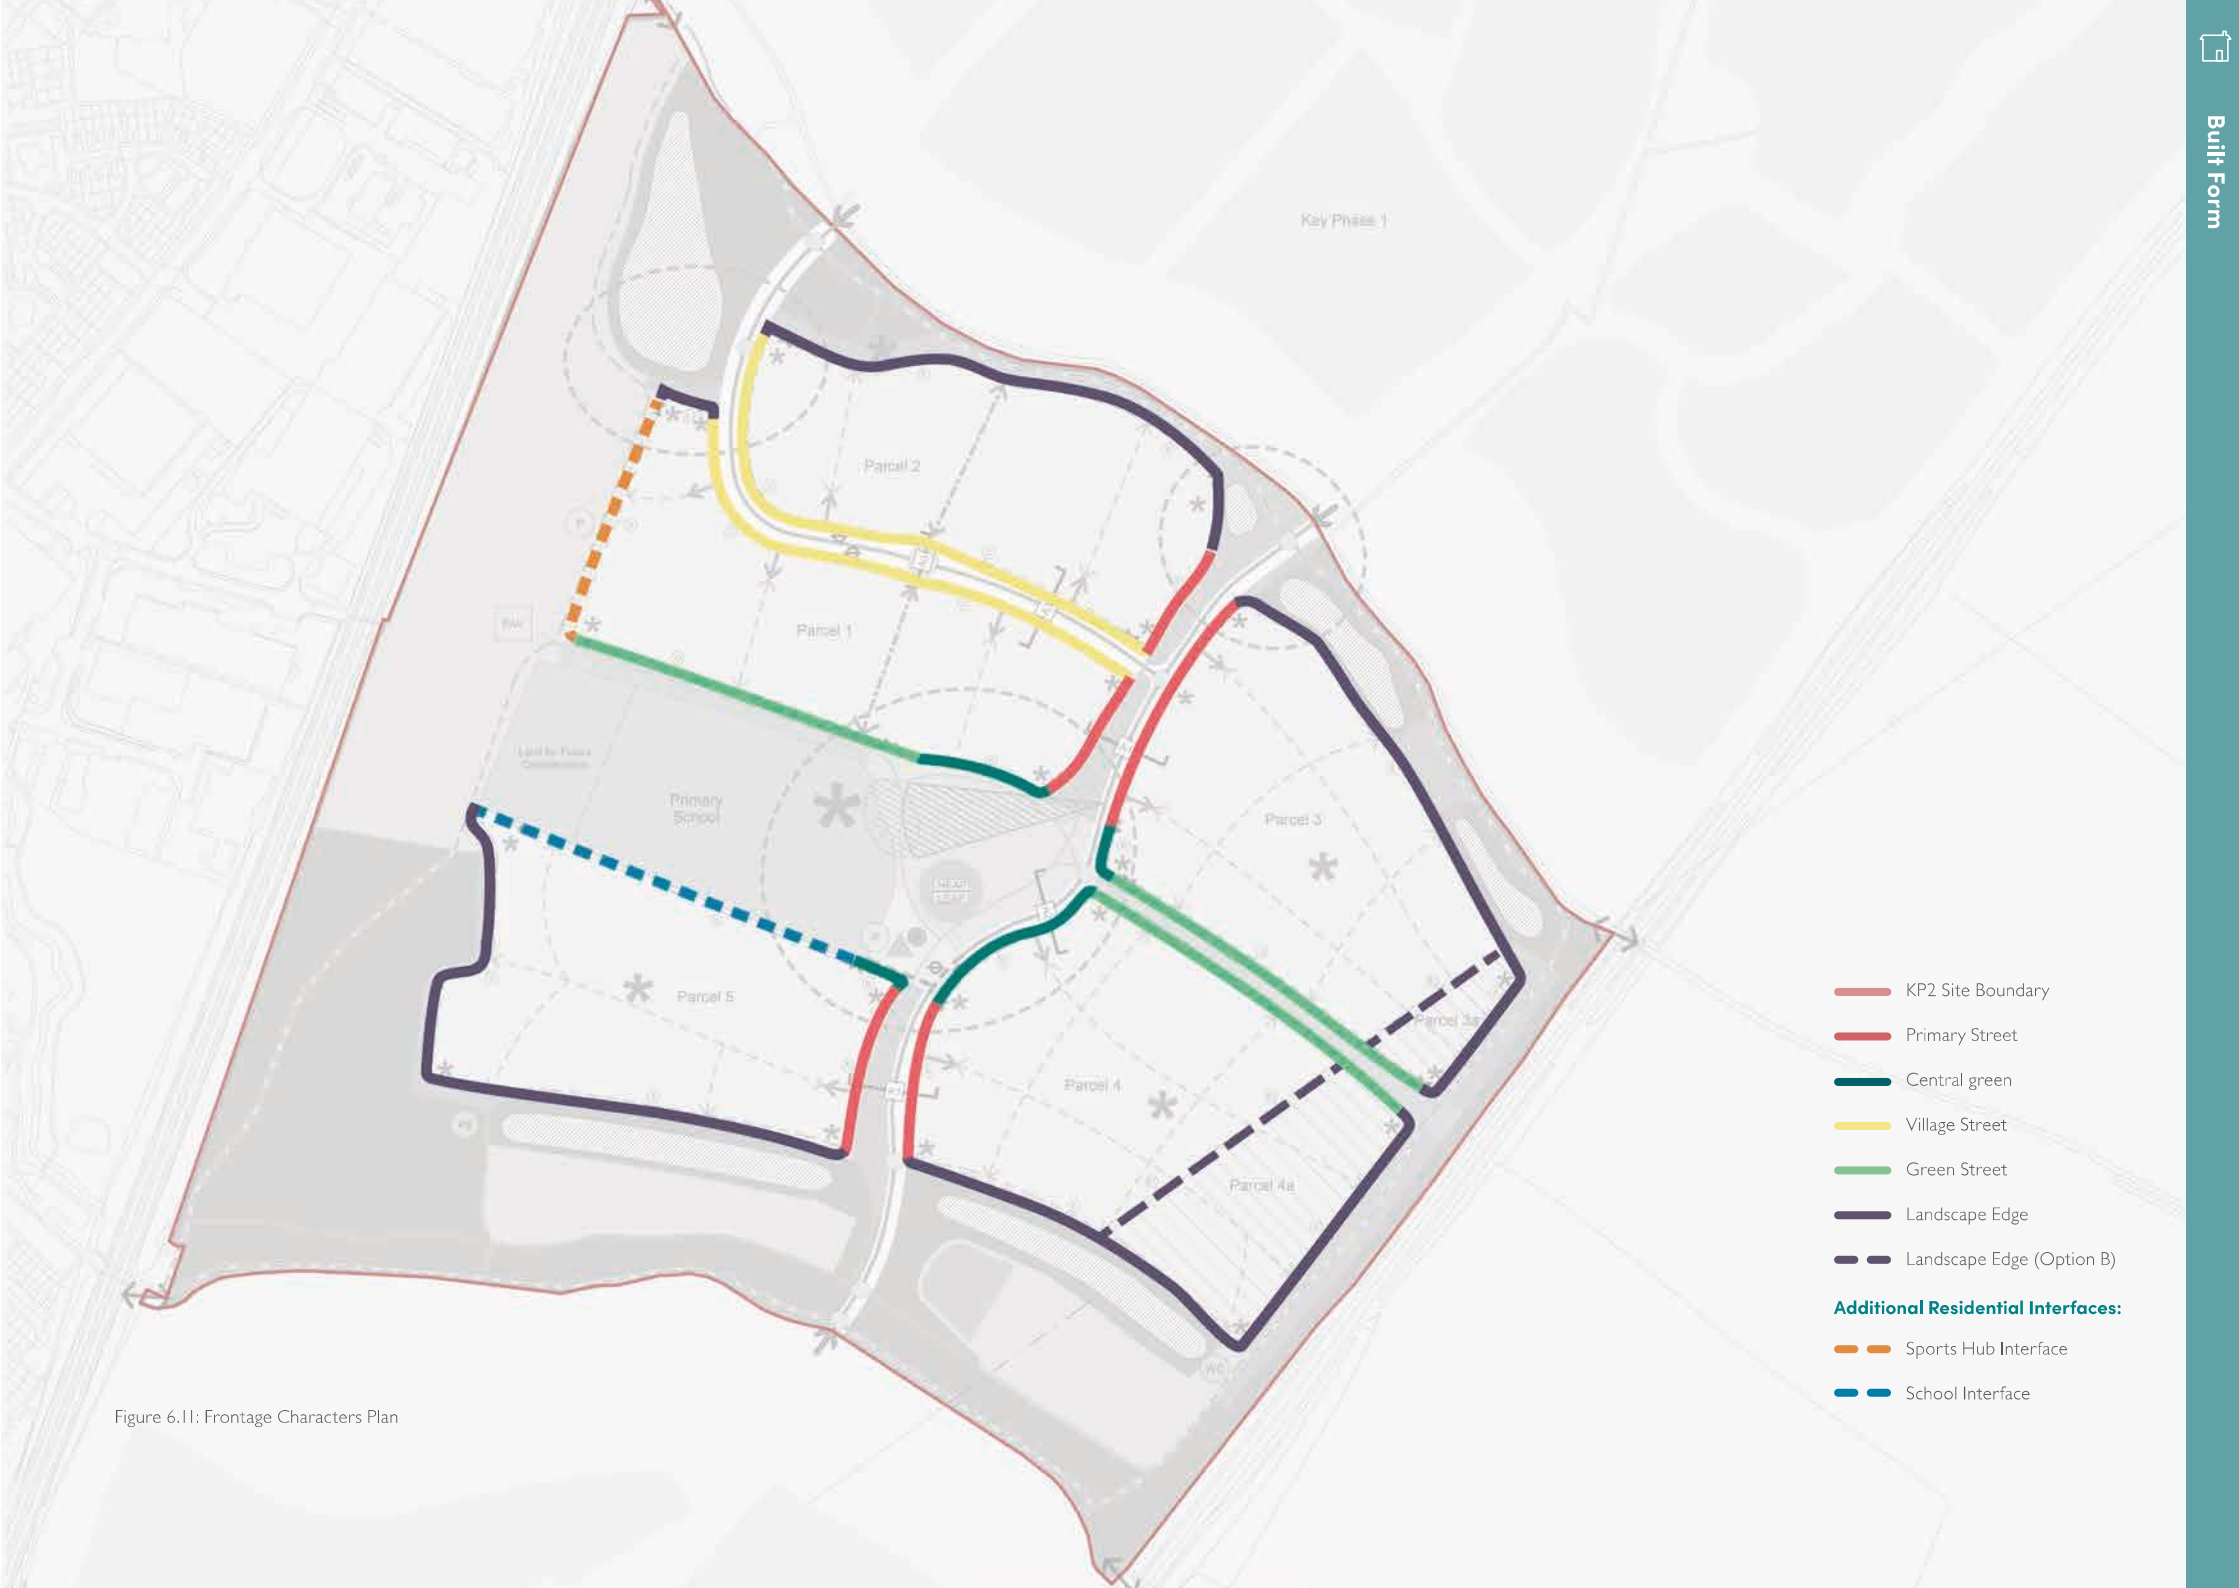 Built Form
Key Phase 1
Parcel 2
Parcel 1
Primary
School
Parcel 3
Parcel 5
Parcel 3a
Parcel 4
Parcel 4a
KP2 Site Boundary
Primary Street
Central green
Village Street
Green Street
Landscape Edge
Landscape Edge (Option B)
Additional Residential Interfaces:
Sports Hub Interface
School Interface
Figure 6.11: Frontage Characters Plan